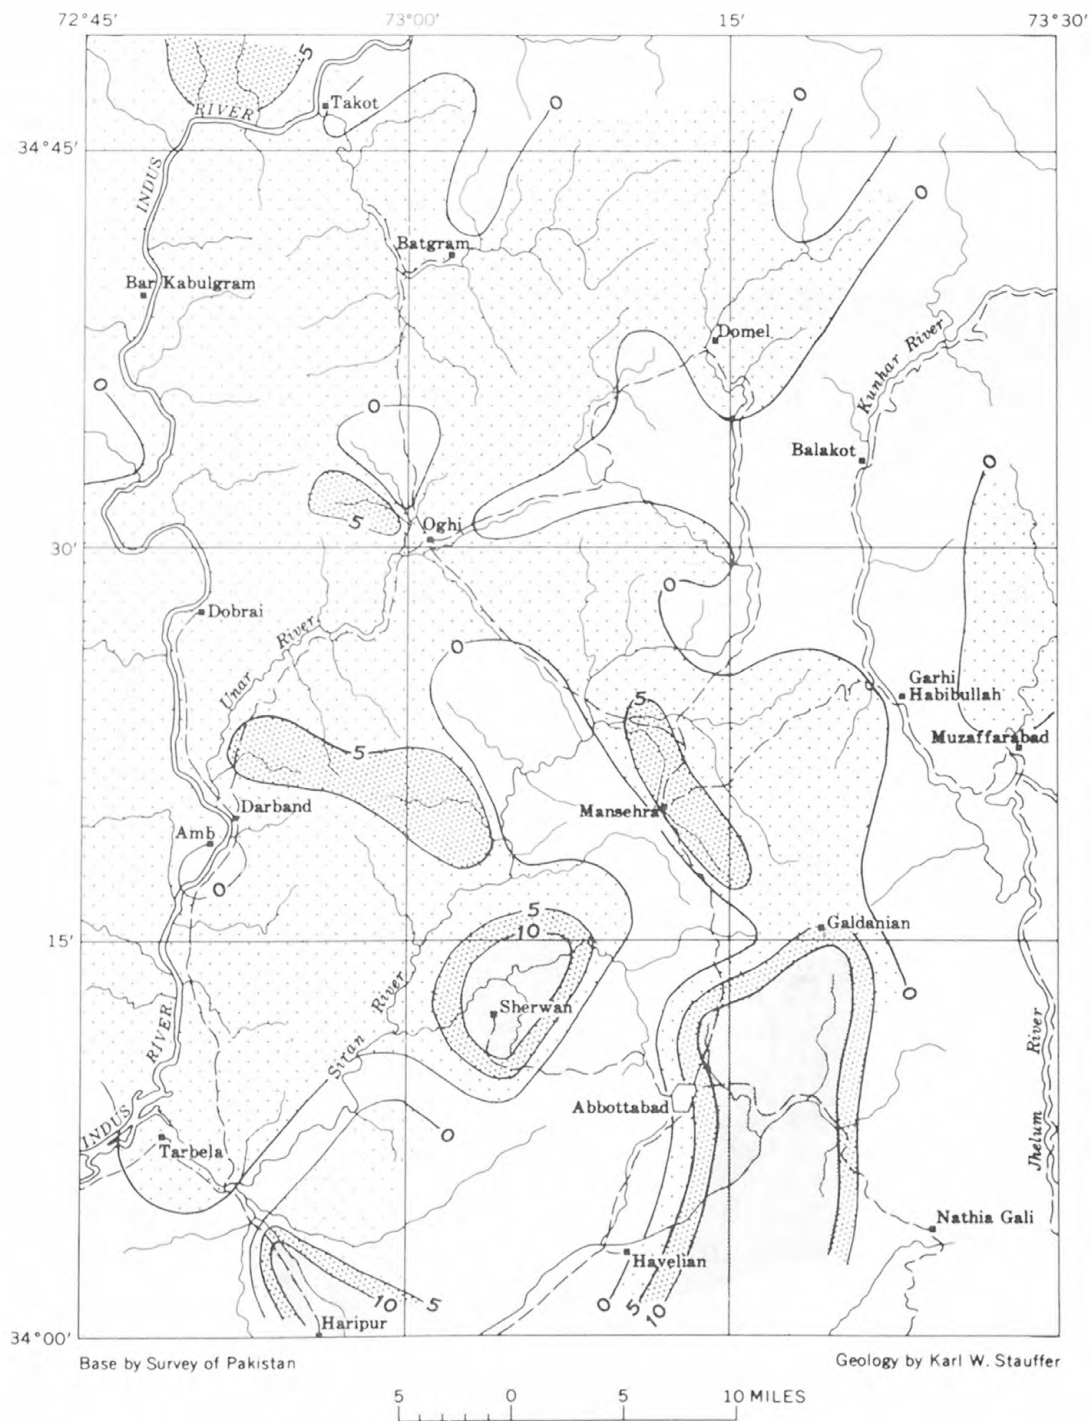 72°45' 73°00' 15' 73°30'
5
RIVER
Takot
0 0
34°45'
INDUS
0
Batgram
Bar Kabulgram
Domel
Kunhar River
0
0
Balakot
0
5
Oghi
30'
0
Dobrai
Unar River
0
Garhi
Habibullah
5
Muzaffarabad
5
Darband
Mansehra
Amb
0
5
10
Galdanian
15'
Siran River
Sherwan
0
INDUS RIVER
Jhelum River
Abbottabad
0
Tarbela
Nathia Gali
Havelian
10 5
0 5 10
Haripur
34°00'
Base by Survey of Pakistan
Geology by Karl W. Stauffer
5 0 5 10 MILES